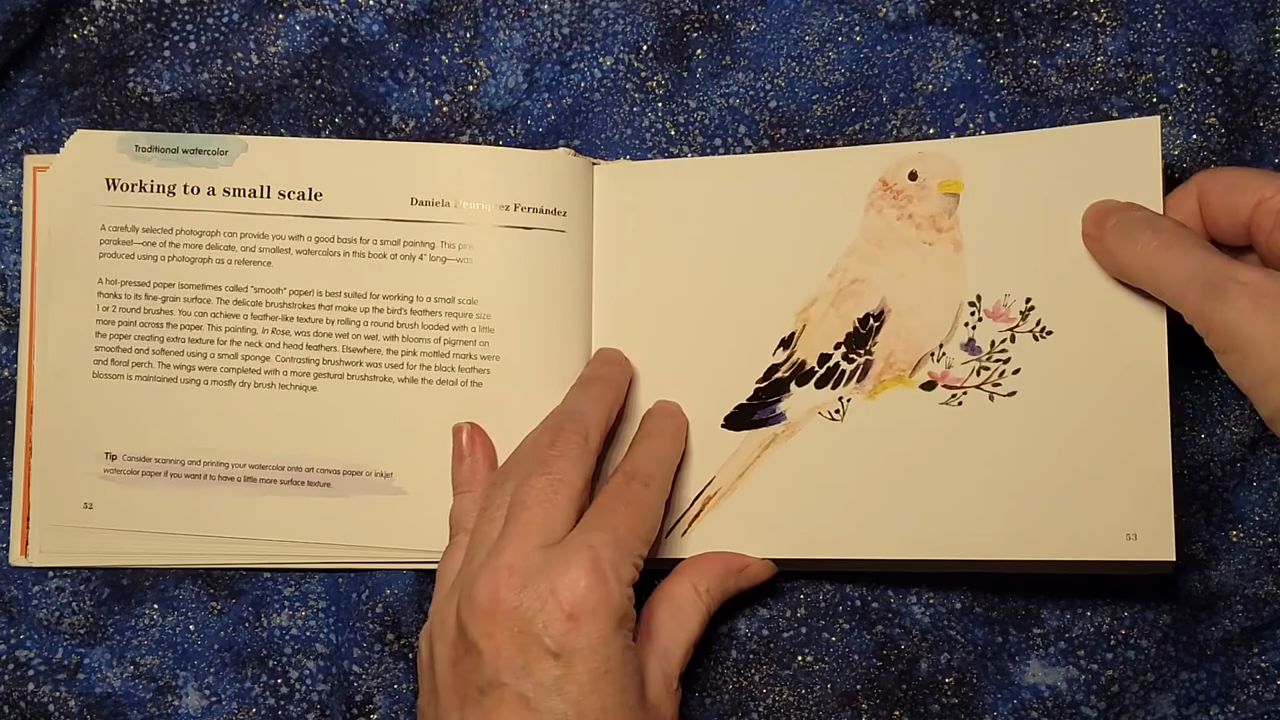 Traditional watercolor
Working to a small scale
Daniela Henriquez Fernández
A carefully selected photograph can provide you with a good basis for a small painting. This pink
parakeet—one of the more delicate, and smallest, watercolors in this book at only 4" long—was
produced using a photograph as a reference.
A hot-pressed paper (sometimes called "smooth" paper) is best suited for working to a small scale
thanks to its fine-grain surface. The delicate brushstrokes that make up the bird's feathers require size
1 or 2 round brushes. You can achieve a feather-like texture by rolling a round brush loaded with a little
more paint across the paper. This painting, In Rose, was done wet on wet, with blooms of pigment on
the paper creating extra texture for the neck and head feathers. Elsewhere, the pink mottled marks were
smoothed and softened using a small sponge. Contrasting brushwork was used for the black feathers
and floral perch. The wings were completed with a more gestural brushstroke, while the detail of the
blossom is maintained using a mostly dry brush technique.
Tip Consider scanning and printing your watercolor onto art canvas paper or inkjet
watercolor paper if you want it to have a little more surface texture.
52
53